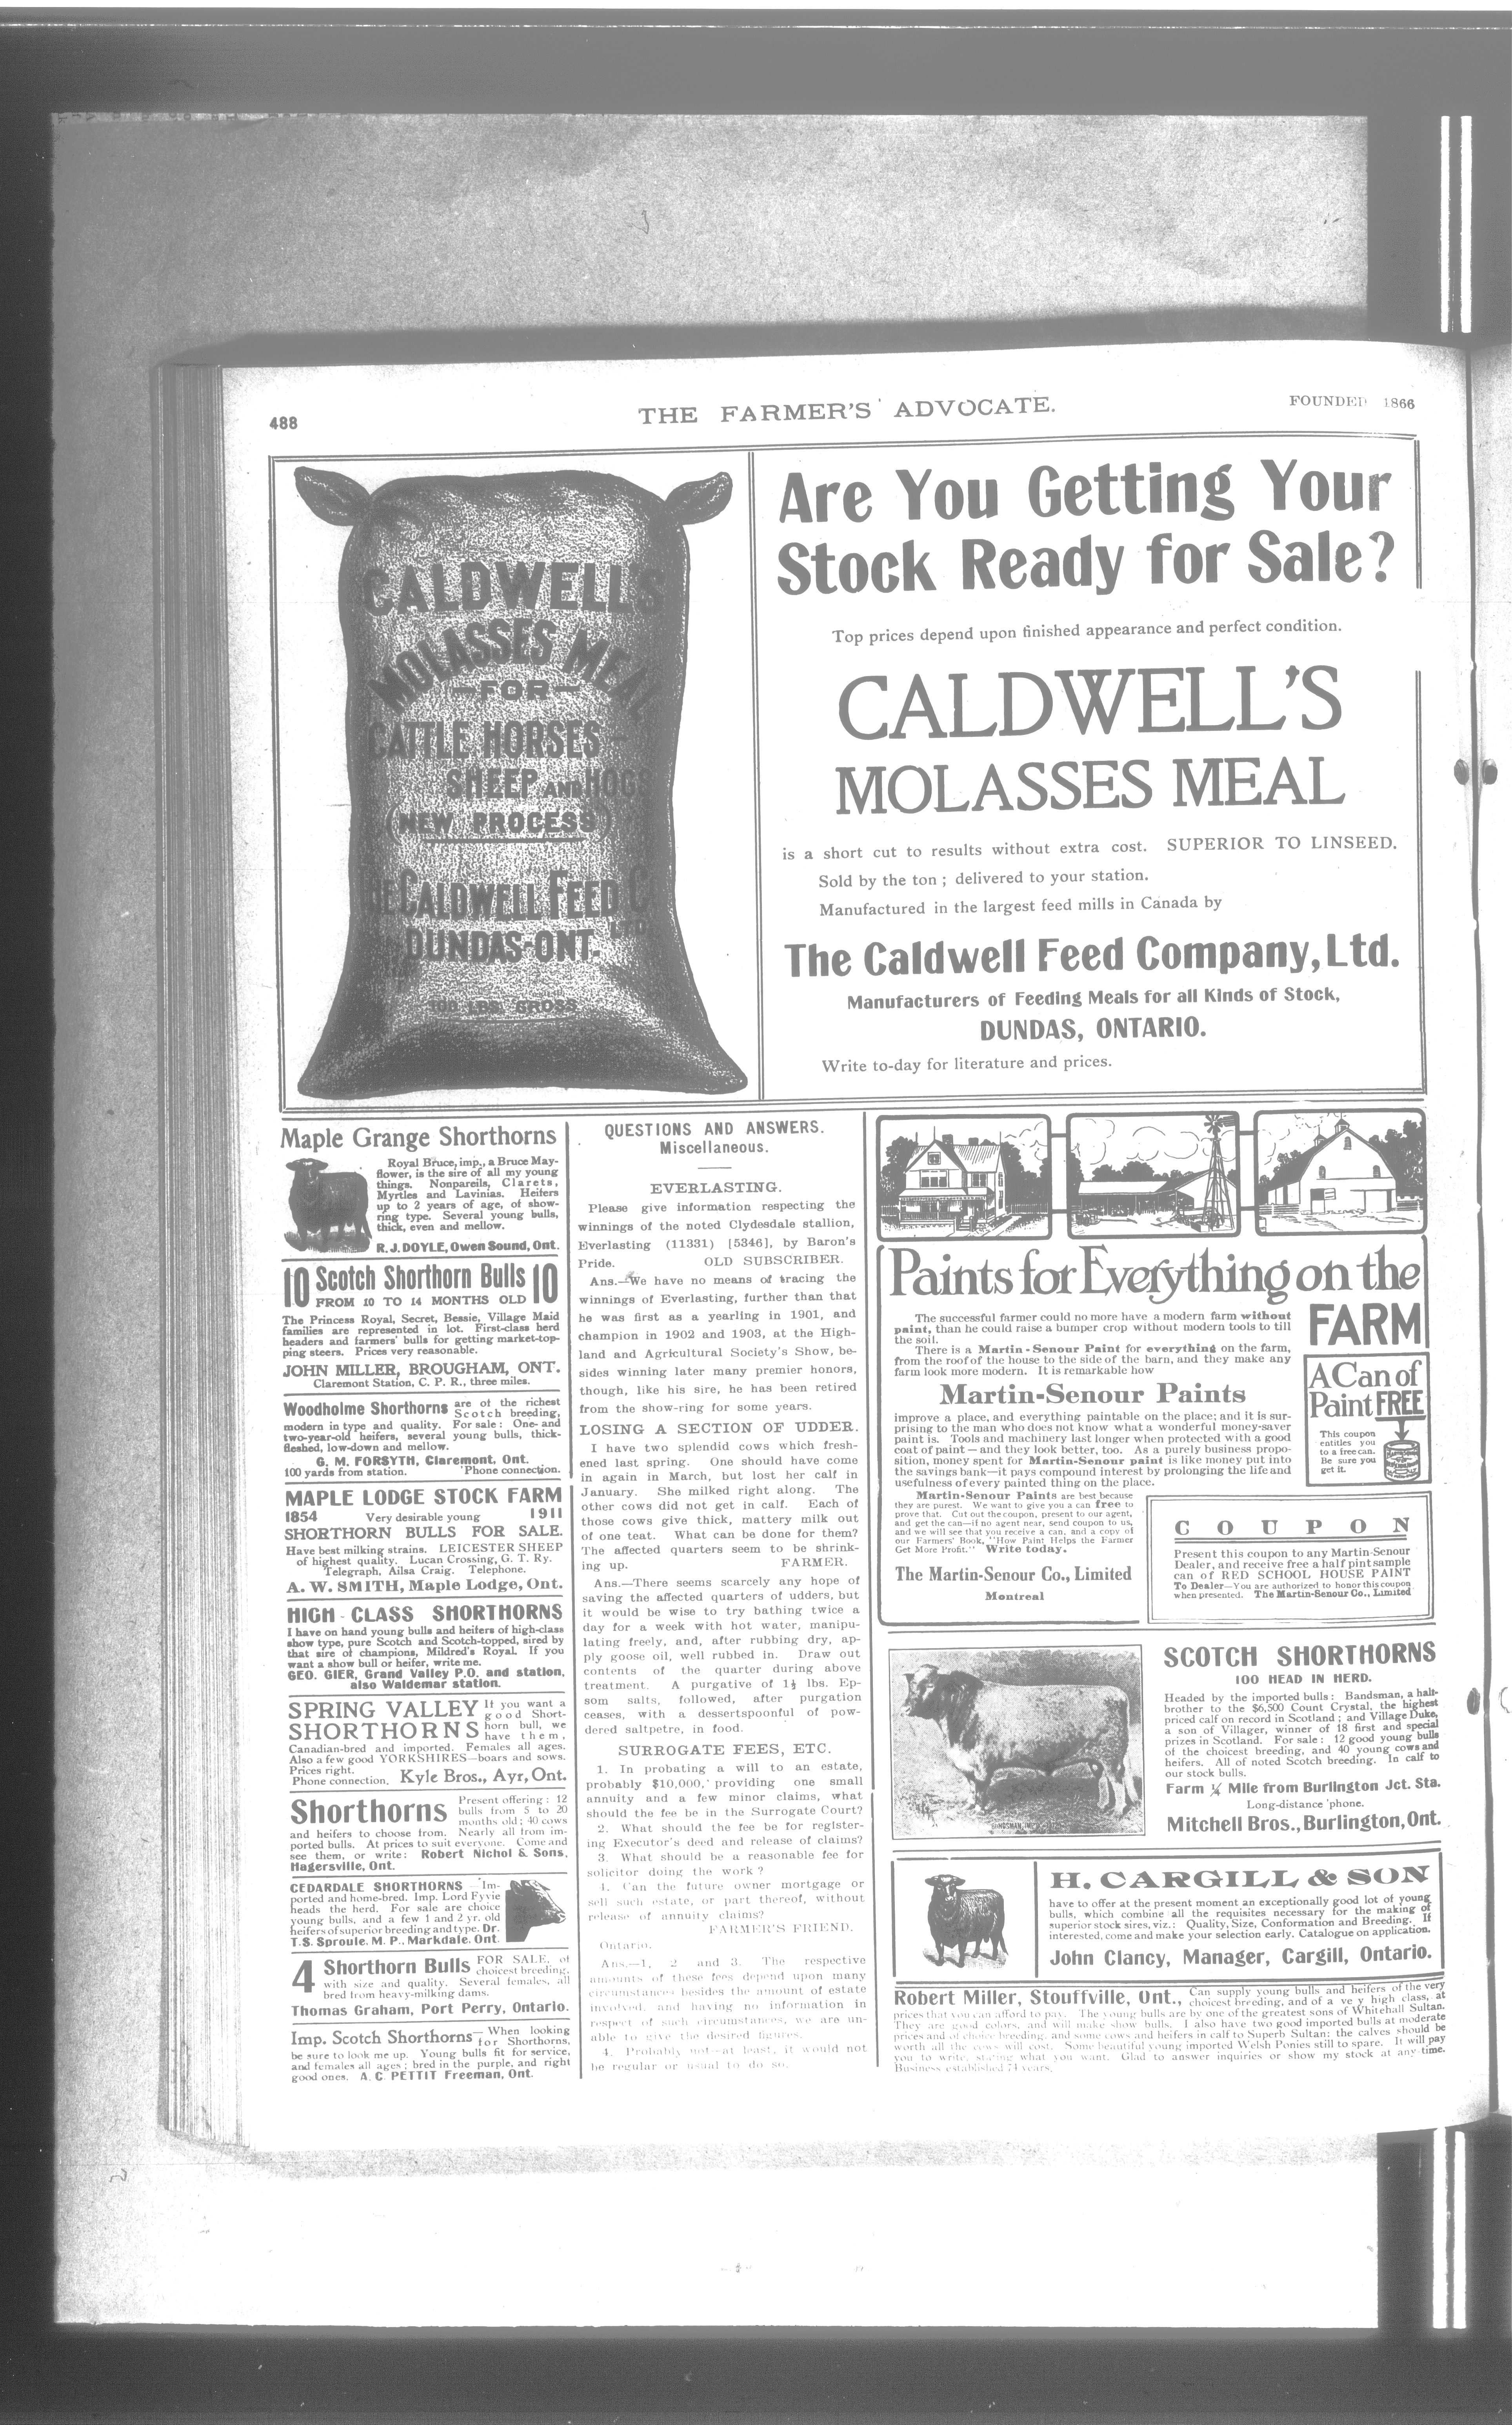 488
THE FARMER'S ADVOCATE.
FOUNDED 1866
CALDWELL'S
MOLASSES MEAL
—FOR—
CATTLE HORSES
SHEEP AND HOGS
(NEW PROCESS)
CALDWELL FEED
DUNDAS-ONT.
100 LBS. GROSS
Are You Getting Your
Stock Ready for Sale?
Top prices depend upon finished appearance and perfect condition.
CALDWELL'S
MOLASSES MEAL
is a short cut to results without extra cost. SUPERIOR TO LINSEED.
Sold by the ton; delivered to your station.
Manufactured in the largest feed mills in Canada by
The Caldwell Feed Company, Ltd.
Manufacturers of Feeding Meals for all Kinds of Stock,
DUNDAS, ONTARIO.
Write to-day for literature and prices.
Maple Grange Shorthorns
Royal Bruce, imp., a Bruce May-
flower, is the sire of all my young
things. Nonpareils, Clarets,
Myrtles and Lavinias. Heifers
up to 2 years of age, of show-
ring type. Several young bulls,
thick, even and mellow.
R. J. DOYLE, Owen Sound, Ont.
10 Scotch Shorthorn Bulls 10
FROM 10 TO 14 MONTHS OLD
The Princess Royal, Secret, Bessie, Village Maid
families are represented in lot. First-class herd
headers and farmers' bulls for getting market-top-
ping steers. Prices very reasonable.
JOHN MILLER, BROUGHAM, ONT.
Claremont Station, C. P. R., three miles.
Woodholme Shorthorns are of the richest
Scotch breeding,
modern in type and quality. For sale: One- and
two-year-old heifers, several young bulls, thick-
fleshed, low-down and mellow.
G. M. FORSYTH, Claremont, Ont.
100 yards from station. 'Phone connection.
MAPLE LODGE STOCK FARM
1854 Very desirable young 1911
SHORTHORN BULLS FOR SALE.
Have best milking strains. LEICESTER SHEEP
of highest quality. Lucan Crossing, G. T. Ry.
Telegraph, Ailsa Craig. Telephone.
A. W. SMITH, Maple Lodge, Ont.
HIGH-CLASS SHORTHORNS
I have on hand young bulls and heifers of high-class
show type, pure Scotch and Scotch-topped, sired by
that sire of champions, Mildred's Royal. If you
want a show bull or heifer, write me.
GEO. GIER, Grand Valley P.O. and station,
also Waldemar station.
SPRING VALLEY If you want a
good Short-
SHORTHORNS horn bull, we
have them,
Canadian-bred and imported. Females all ages.
Also a few good YORKSHIRES—boars and sows.
Prices right.
Phone connection. Kyle Bros., Ayr, Ont.
Shorthorns Present offering: 12
bulls from 5 to 20
months old; 40 cows
and heifers to choose from. Nearly all from im-
ported bulls. At prices to suit everyone. Come and
see them, or write: Robert Nichol & Sons,
Hagersville, Ont.
CEDARDALE SHORTHORNS—Im-
ported and home-bred. Imp. Lord Fyvie
heads the herd. For sale are choice
young bulls, and a few 1 and 2 yr. old
heifers of superior breeding and type. Dr.
T.S. Sproule, M. P., Markdale, Ont.
4 Shorthorn Bulls FOR SALE, of
choicest breeding,
with size and quality. Several females, all
bred from heavy-milking dams.
Thomas Graham, Port Perry, Ontario.
Imp. Scotch Shorthorns—When looking
for Shorthorns,
be sure to look me up. Young bulls fit for service,
and females all ages; bred in the purple, and right
good ones. A. C. PETTIT Freeman, Ont.
QUESTIONS AND ANSWERS.
Miscellaneous.
EVERLASTING.
Please give information respecting the
winnings of the noted Clydesdale stallion,
Everlasting (11331) [5346], by Baron's
Pride. OLD SUBSCRIBER.
Ans.—We have no means of tracing the
winnings of Everlasting, further than that
he was first as a yearling in 1901, and
champion in 1902 and 1903, at the High-
land and Agricultural Society's Show, be-
sides winning later many premier honors,
though, like his sire, he has been retired
from the show-ring for some years.
LOSING A SECTION OF UDDER.
I have two splendid cows which fresh-
ened last spring. One should have come
in again in March, but lost her calf in
January. She milked right along. The
other cows did not get in calf. Each of
those cows give thick, mattery milk out
of one teat. What can be done for them?
The affected quarters seem to be shrink-
ing up. FARMER.
Ans.—There seems scarcely any hope of
saving the affected quarters of udders, but
it would be wise to try bathing twice a
day for a week with hot water, manipu-
lating freely, and, after rubbing dry, ap-
ply goose oil, well rubbed in. Draw out
contents of the quarter during above
treatment. A purgative of 1½ lbs. Ep-
som salts, followed, after purgation
ceases, with a dessertspoonful of pow-
dered saltpetre, in food.
SURROGATE FEES, ETC.
1. In probating a will to an estate,
probably $10,000, providing one small
annuity and a few minor claims, what
should the fee be in the Surrogate Court?
2. What should the fee be for register-
ing Executor's deed and release of claims?
3. What should be a reasonable fee for
solicitor doing the work?
4. Can the future owner mortgage or
sell such estate, or part thereof, without
release of annuity claims?
FARMER'S FRIEND.
Ontario.
Ans.—1, 2 and 3. The respective
amounts of these fees depend upon many
circumstances besides the amount of estate
involved, and having no information in
respect of such circumstances, we are un-
able to give the desired figures.
4. Probably not—at least, it would not
be regular or usual to do so.
Paints for Everything on the
FARM
The successful farmer could no more have a modern farm without
paint, than he could raise a bumper crop without modern tools to till
the soil.
There is a Martin-Senour Paint for everything on the farm,
from the roof of the house to the side of the barn, and they make any
farm look more modern. It is remarkable how
Martin-Senour Paints
improve a place, and everything paintable on the place; and it is sur-
prising to the man who does not know what a wonderful money-saver
paint is. Tools and machinery last longer when protected with a good
coat of paint—and they look better, too. As a purely business propo-
sition, money spent for Martin-Senour paint is like money put into
the savings bank—it pays compound interest by prolonging the life and
usefulness of every painted thing on the place.
Martin-Senour Paints are best because
they are purest. We want to give you a can free to
prove that. Cut out the coupon, present to our agent,
and get the can—if no agent near, send coupon to us,
and we will see that you receive a can, and a copy of
our Farmers' Book, "How Paint Helps the Farmer
Get More Profit." Write today.
The Martin-Senour Co., Limited
Montreal
A Can of
Paint FREE
This coupon
entitles you
to a free can.
Be sure you
get it.
COUPON
Present this coupon to any Martin-Senour
Dealer, and receive free a half pint sample
can of RED SCHOOL HOUSE PAINT
To Dealer—You are authorized to honor this coupon
when presented. The Martin-Senour Co., Limited
SCOTCH SHORTHORNS
100 HEAD IN HERD.
Headed by the imported bulls: Bandsman, a half-
brother to the $6,500 Count Crystal, the highest
priced calf on record in Scotland; and Village Duke,
a son of Villager, winner of 18 first and special
prizes in Scotland. For sale: 12 good young bulls
of the choicest breeding, and 40 young cows and
heifers. All of noted Scotch breeding. In calf to
our stock bulls.
Farm ¼ Mile from Burlington Jct. Sta.
Long-distance 'phone.
Mitchell Bros., Burlington, Ont.
H. CARGILL & SON
have to offer at the present moment an exceptionally good lot of young
bulls, which combine all the requisites necessary for the making of
superior stock sires, viz.: Quality, Size, Conformation and Breeding. If
interested, come and make your selection early. Catalogue on application.
John Clancy, Manager, Cargill, Ontario.
Robert Miller, Stouffville, Ont., Can supply young bulls and heifers of the very
choicest breeding, and of a very high class, at
prices that you can afford to pay. The young bulls are by one of the greatest sons of Whitehall Sultan.
They are good colors, and will make show bulls. I also have two good imported bulls at moderate
prices and of choice breeding, and some cows and heifers in calf to Superb Sultan: the calves should be
worth all the cows will cost. Some beautiful young imported Welsh Ponies still to spare. It will pay
you to write, stating what you want. Glad to answer inquiries or show my stock at any time.
Business established 74 years.